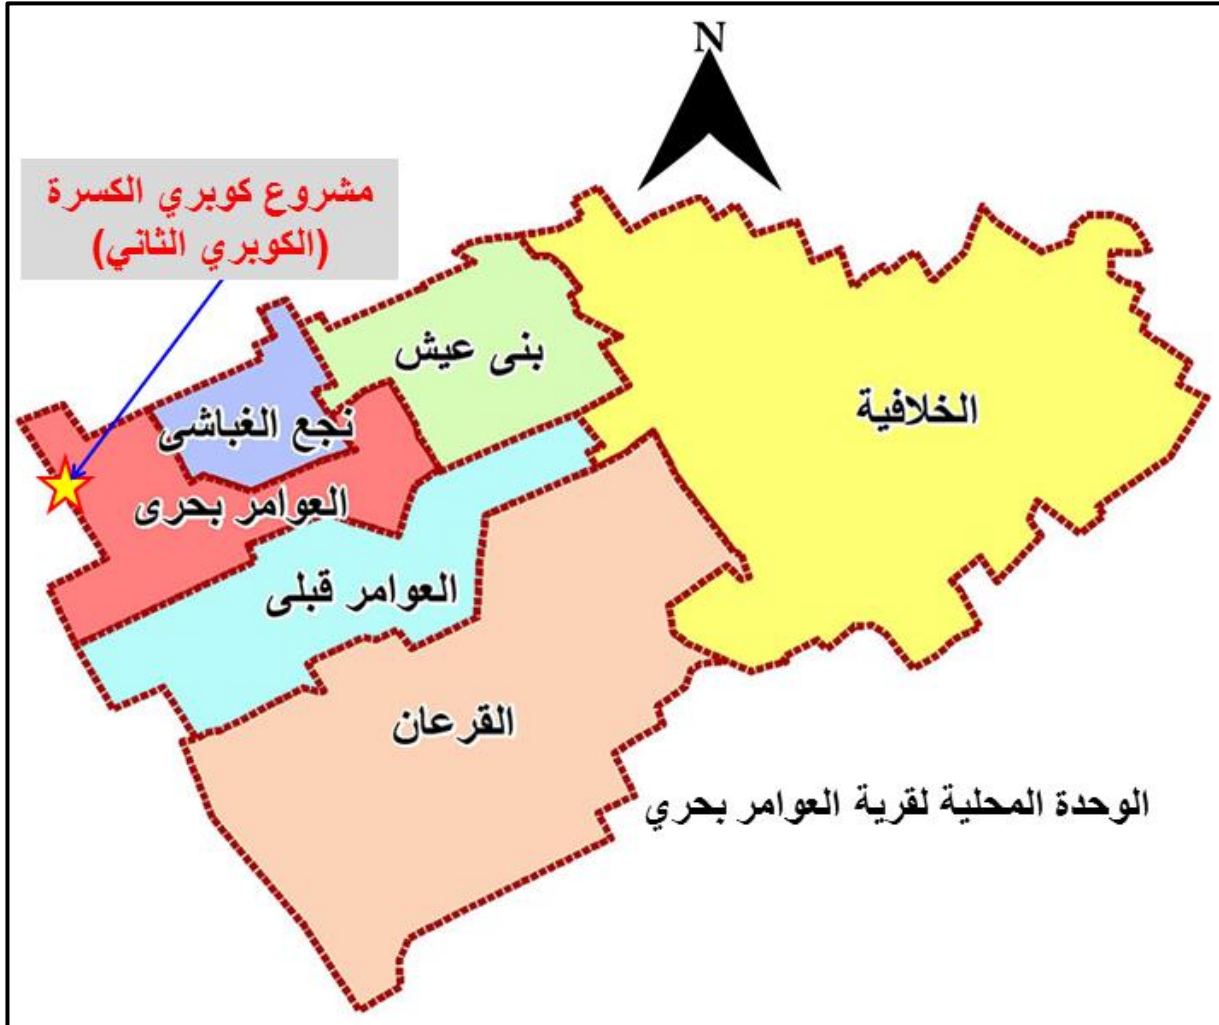 N
مشروع كوبري الكسرة
(الكوبري الثاني)
بنى عيش
الخلافية
نجع الغباشى
العوامر بحرى
العوامر قبلى
القرعان
الوحدة المحلية لقرية العوامر بحري